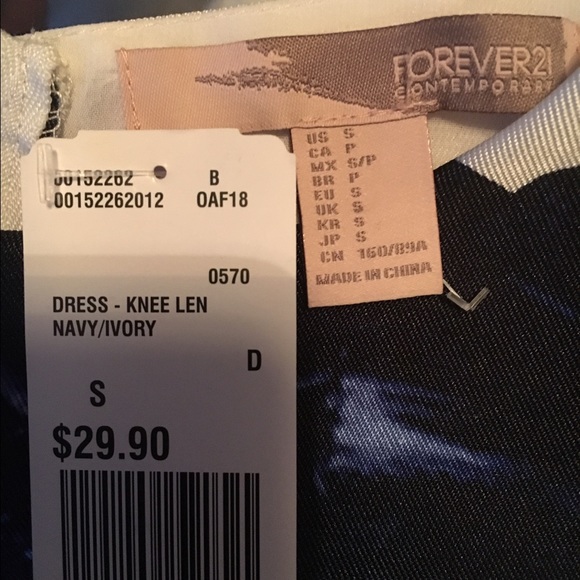 FOREVER21
CONTEMPORARY
US S
CA P
MX S/P
BR P
EU S
UK S
KR S
JP S
CN 160/89A
MADE IN CHINA
00152262 B
00152262012 OAF18
0570
DRESS - KNEE LEN
NAVY/IVORY
D
S
$29.90